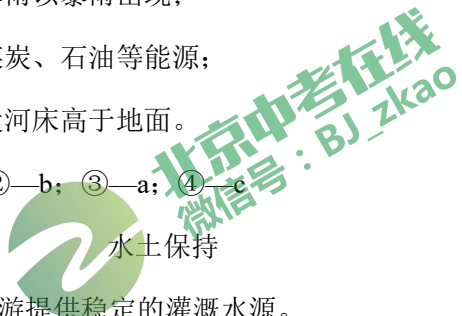 雨以暴雨出现；
炭、石油等能源；
河床高于地面。
②—b；③—a；④—c
水土保持
游提供稳定的灌溉水源。
北京中考在线
微信号：BJ_zkao